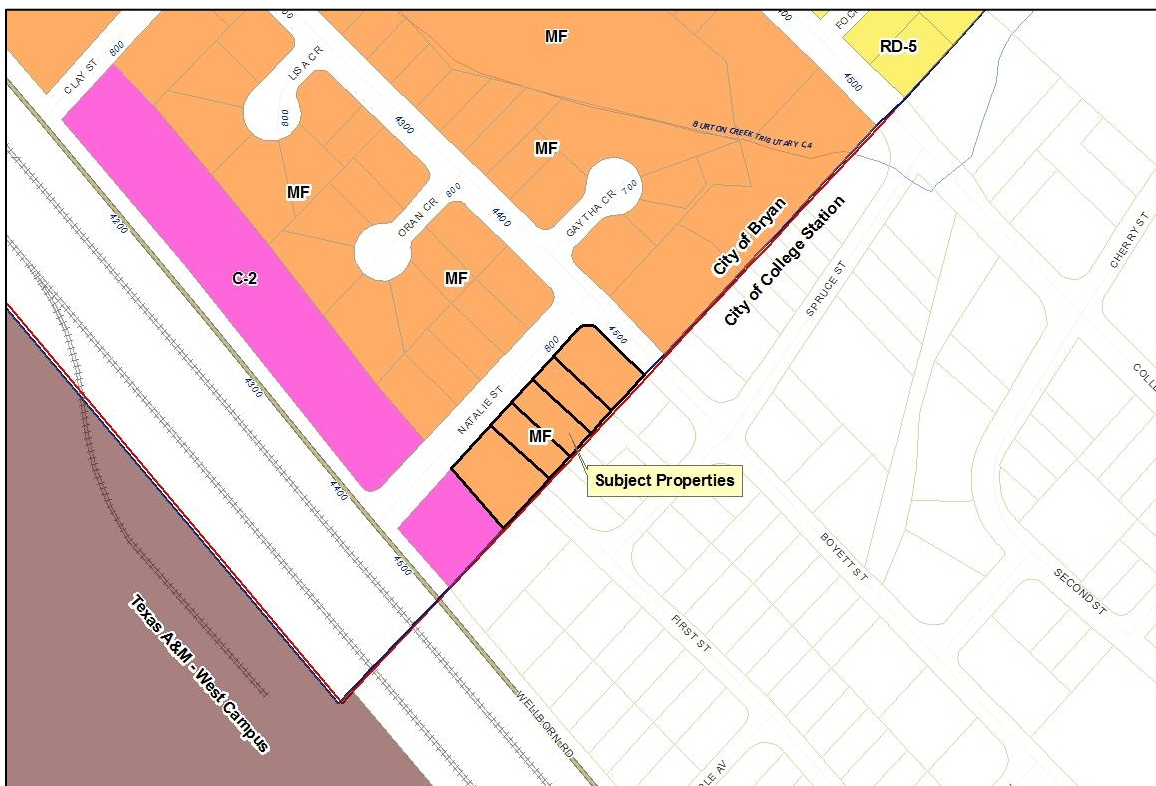 MF
RD-5
800
CLAY ST
LISA CR
800
4500
4300
BURTON CREEK TRIBUTARY C.4
MF
MF
700
800
ORAN CR
4400
GAYTHA CR
4200
City of Bryan
City of College Station
CHERRY ST
C-2
MF
SPRUCE ST
4500
800
4300
NATALIE ST
MF
Subject Properties
4400
4500
BOYETT ST
SECOND ST
FIRST ST
Texas A&M - West Campus
WELLBORN RD